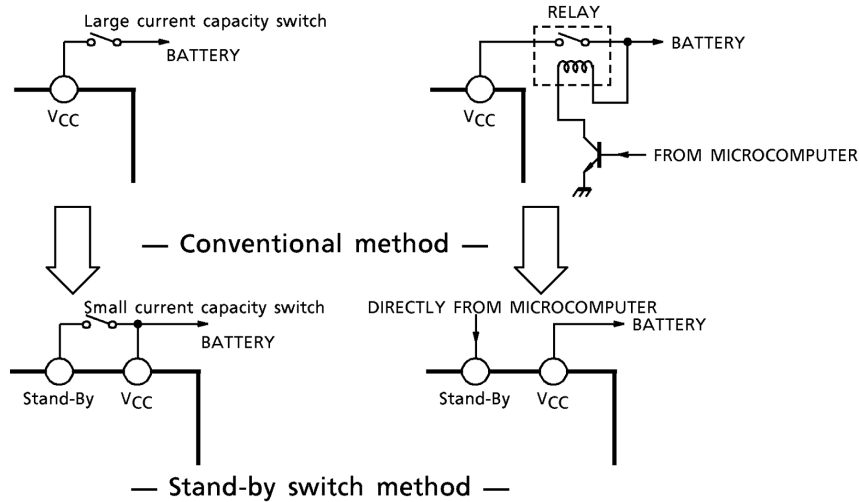 Large current capacity switch
BATTERY
VCC
RELAY
BATTERY
VCC
FROM MICROCOMPUTER
— Conventional method —
Small current capacity switch
BATTERY
Stand-By
VCC
DIRECTLY FROM MICROCOMPUTER
BATTERY
Stand-By
VCC
— Stand-by switch method —